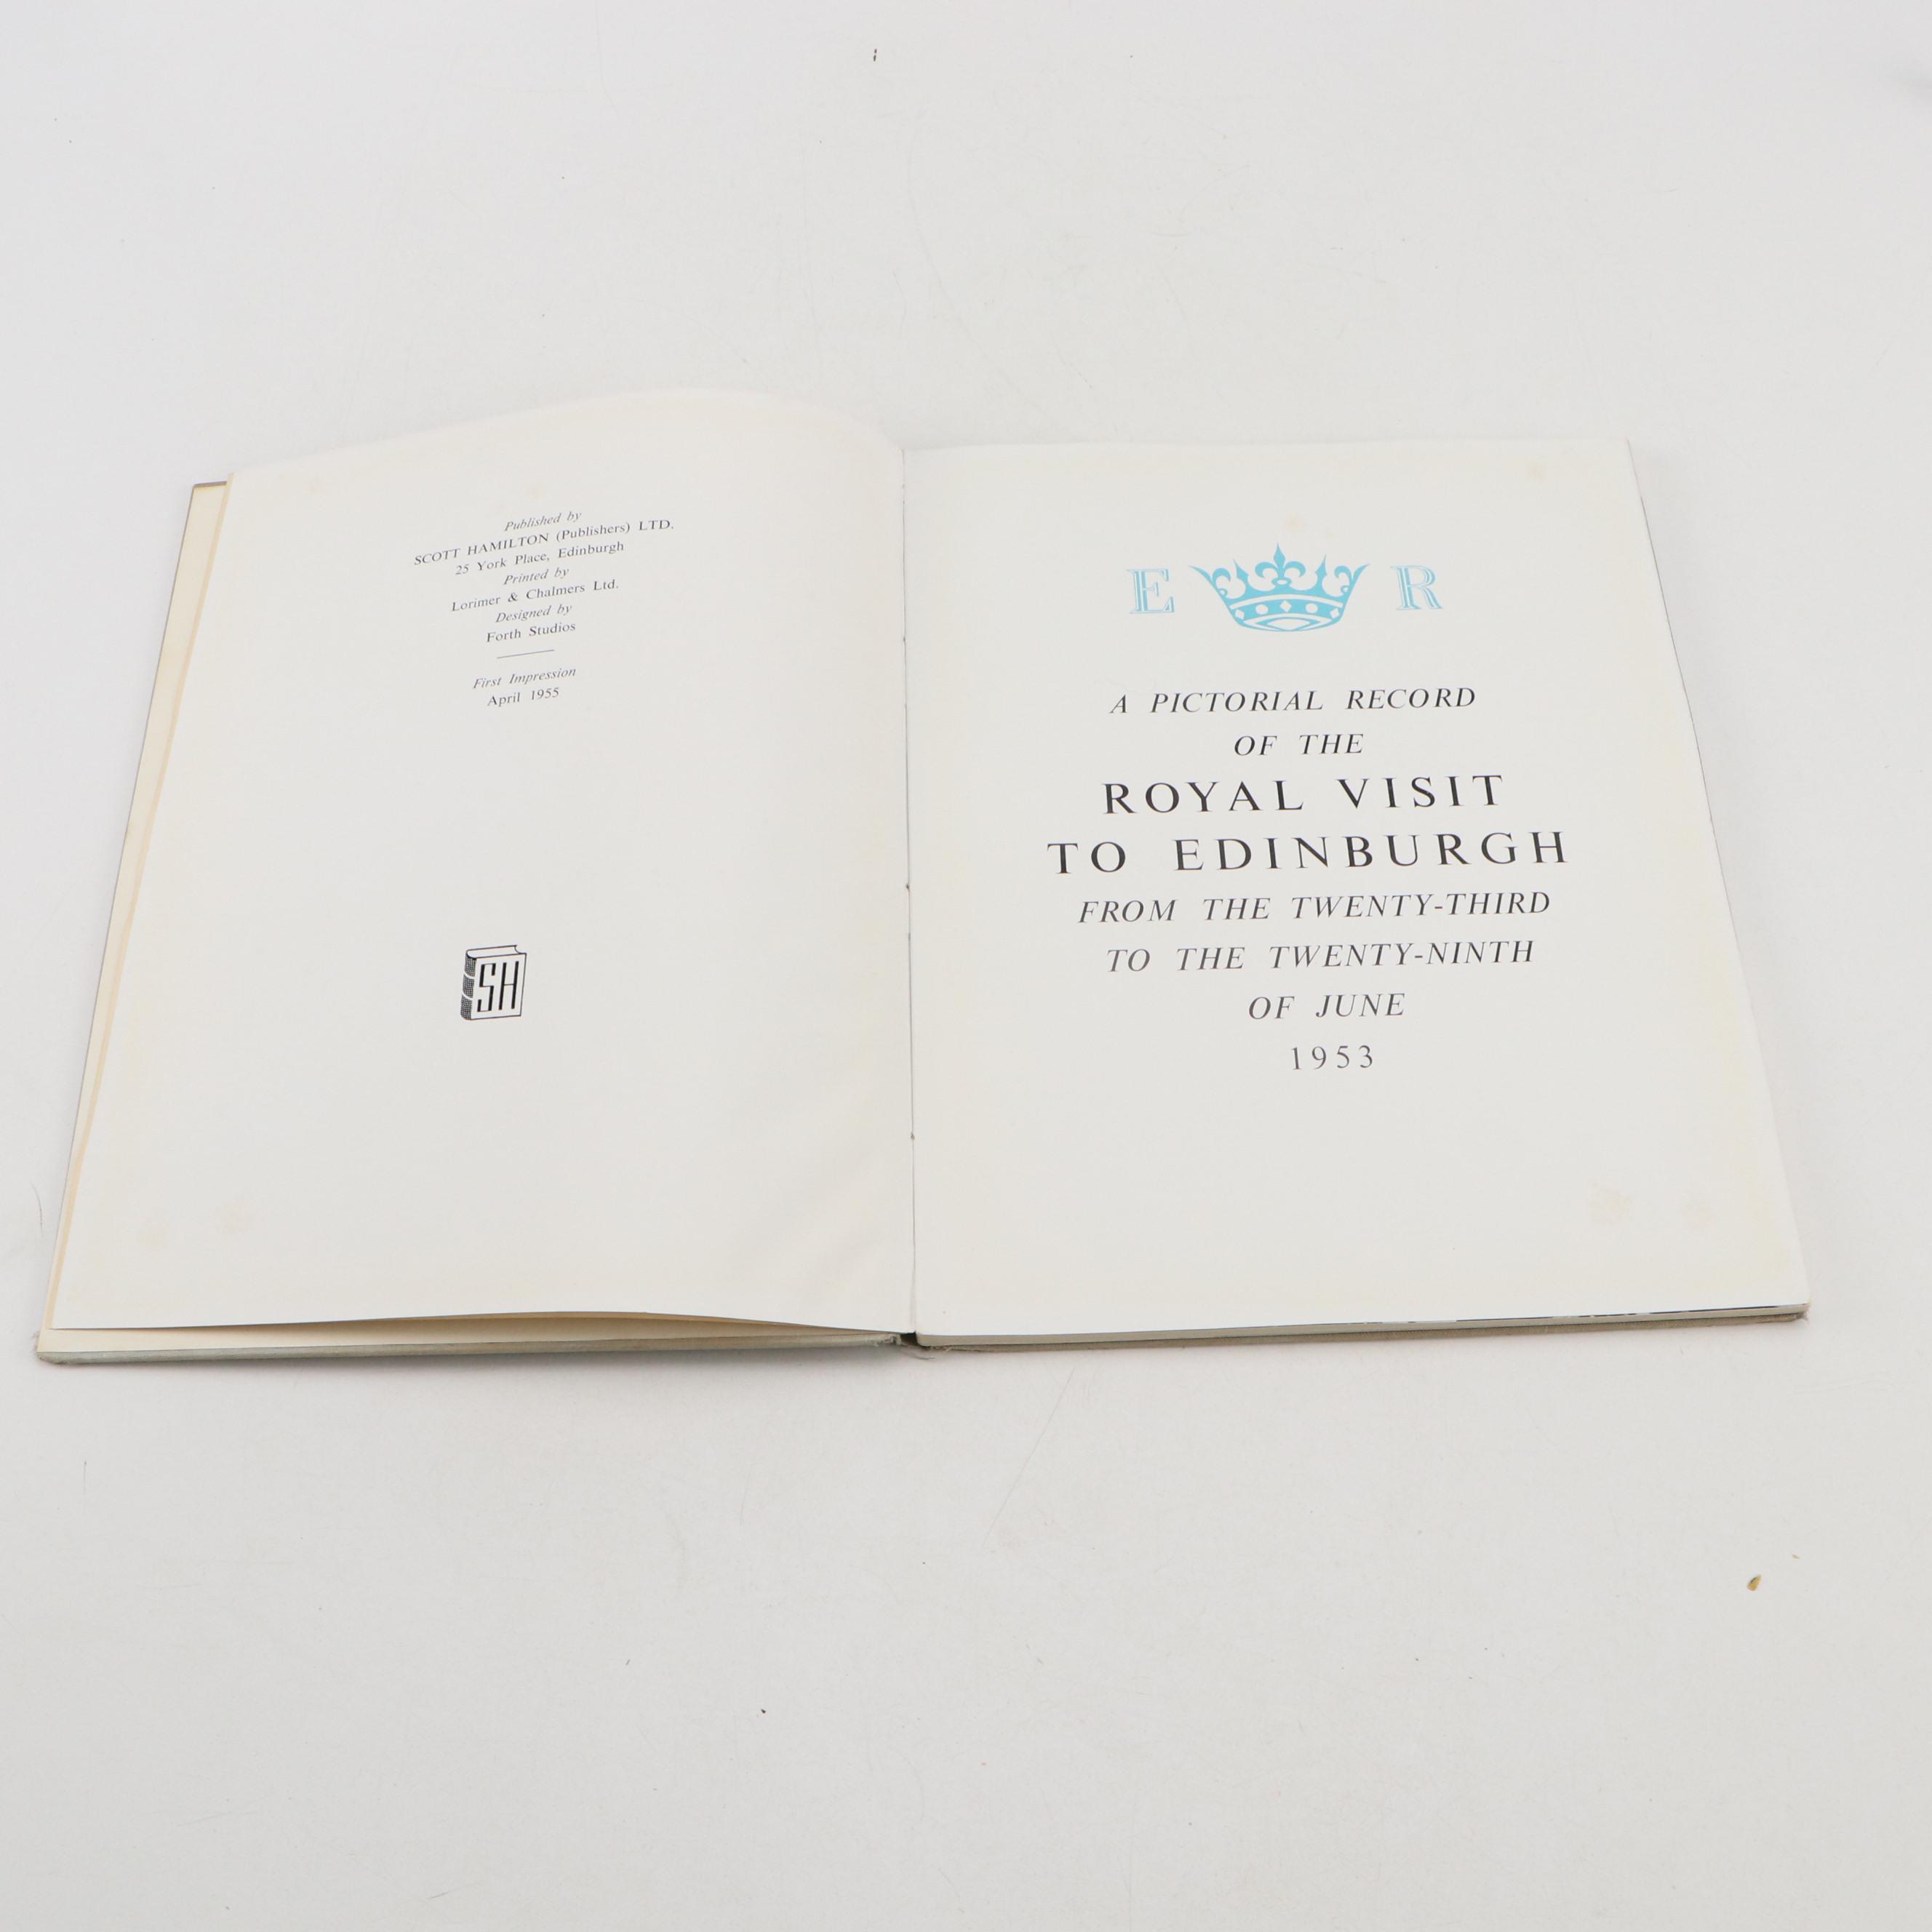 Published by
SCOTT HAMILTON (Publishers) LTD.
25 York Place, Edinburgh
Printed by
Lorimer & Chalmers Ltd.
Designed by
Forth Studios
First Impression
April 1955
SH
E R
A PICTORIAL RECORD
OF THE
ROYAL VISIT
TO EDINBURGH
FROM THE TWENTY-THIRD
TO THE TWENTY-NINTH
OF JUNE
1953